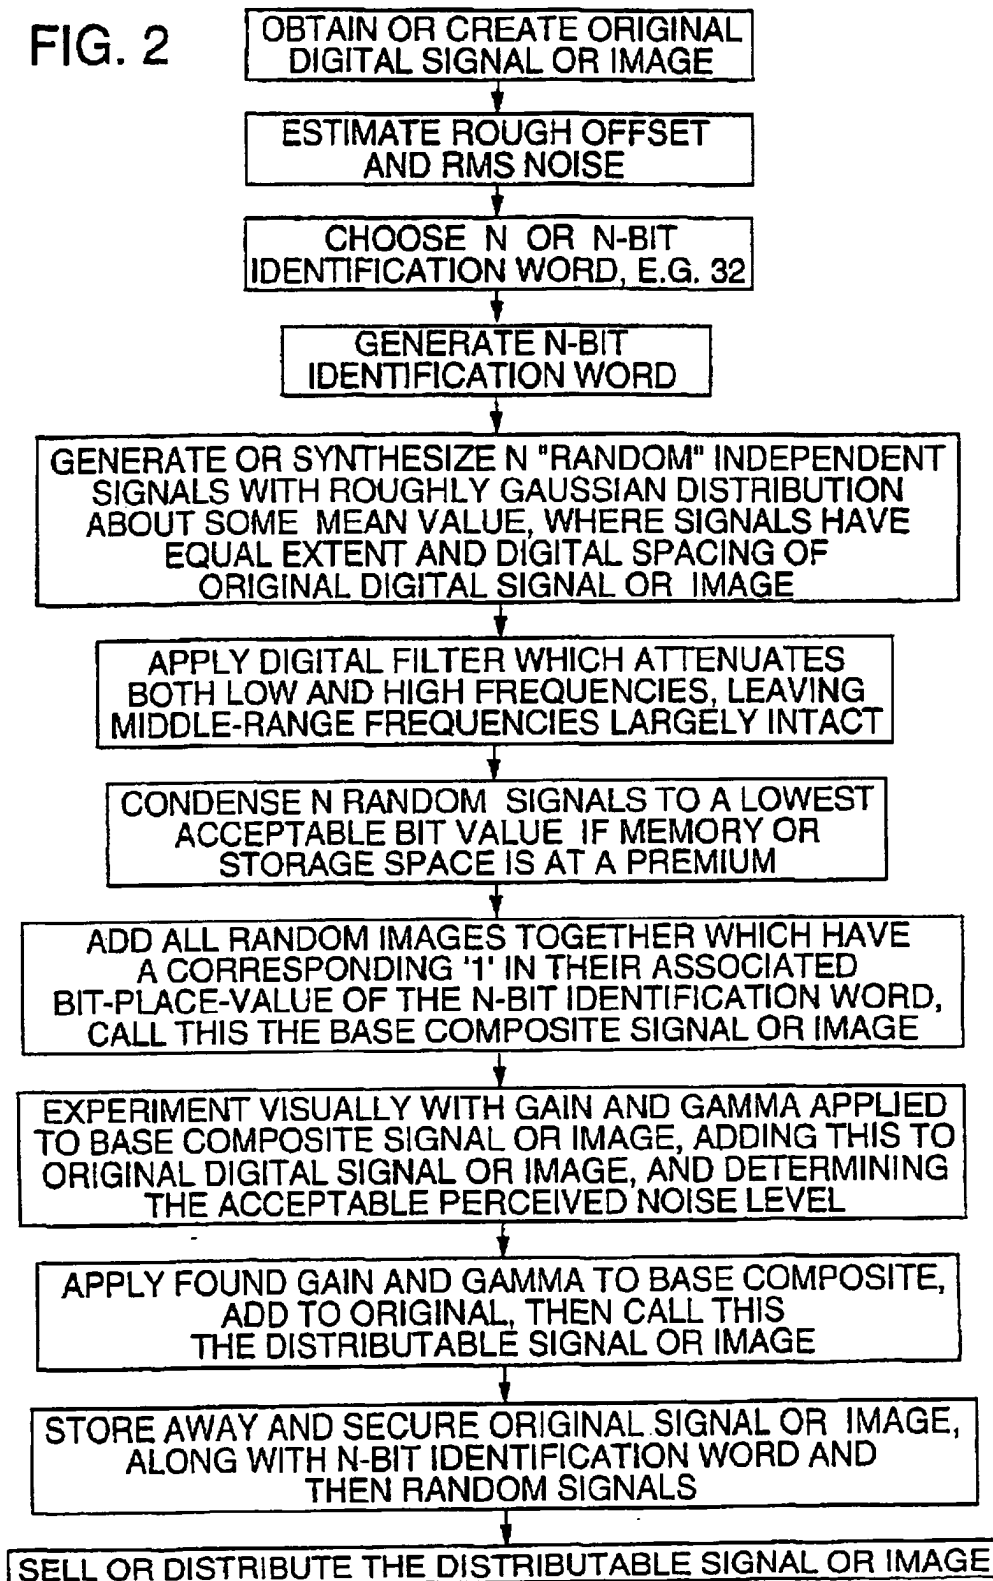 FIG. 2
OBTAIN OR CREATE ORIGINAL
DIGITAL SIGNAL OR IMAGE
ESTIMATE ROUGH OFFSET
AND RMS NOISE
CHOOSE N OR N-BIT
IDENTIFICATION WORD, E.G. 32
GENERATE N-BIT
IDENTIFICATION WORD
GENERATE OR SYNTHESIZE N "RANDOM" INDEPENDENT
SIGNALS WITH ROUGHLY GAUSSIAN DISTRIBUTION
ABOUT SOME MEAN VALUE, WHERE SIGNALS HAVE
EQUAL EXTENT AND DIGITAL SPACING OF
ORIGINAL DIGITAL SIGNAL OR IMAGE
APPLY DIGITAL FILTER WHICH ATTENUATES
BOTH LOW AND HIGH FREQUENCIES, LEAVING
MIDDLE-RANGE FREQUENCIES LARGELY INTACT
CONDENSE N RANDOM SIGNALS TO A LOWEST
ACCEPTABLE BIT VALUE IF MEMORY OR
STORAGE SPACE IS AT A PREMIUM
ADD ALL RANDOM IMAGES TOGETHER WHICH HAVE
A CORRESPONDING '1' IN THEIR ASSOCIATED
BIT-PLACE-VALUE OF THE N-BIT IDENTIFICATION WORD,
CALL THIS THE BASE COMPOSITE SIGNAL OR IMAGE
EXPERIMENT VISUALLY WITH GAIN AND GAMMA APPLIED
TO BASE COMPOSITE SIGNAL OR IMAGE, ADDING THIS TO
ORIGINAL DIGITAL SIGNAL OR IMAGE, AND DETERMINING
THE ACCEPTABLE PERCEIVED NOISE LEVEL
APPLY FOUND GAIN AND GAMMA TO BASE COMPOSITE,
ADD TO ORIGINAL, THEN CALL THIS
THE DISTRIBUTABLE SIGNAL OR IMAGE
STORE AWAY AND SECURE ORIGINAL SIGNAL OR IMAGE,
ALONG WITH N-BIT IDENTIFICATION WORD AND
THEN RANDOM SIGNALS
SELL OR DISTRIBUTE THE DISTRIBUTABLE SIGNAL OR IMAGE